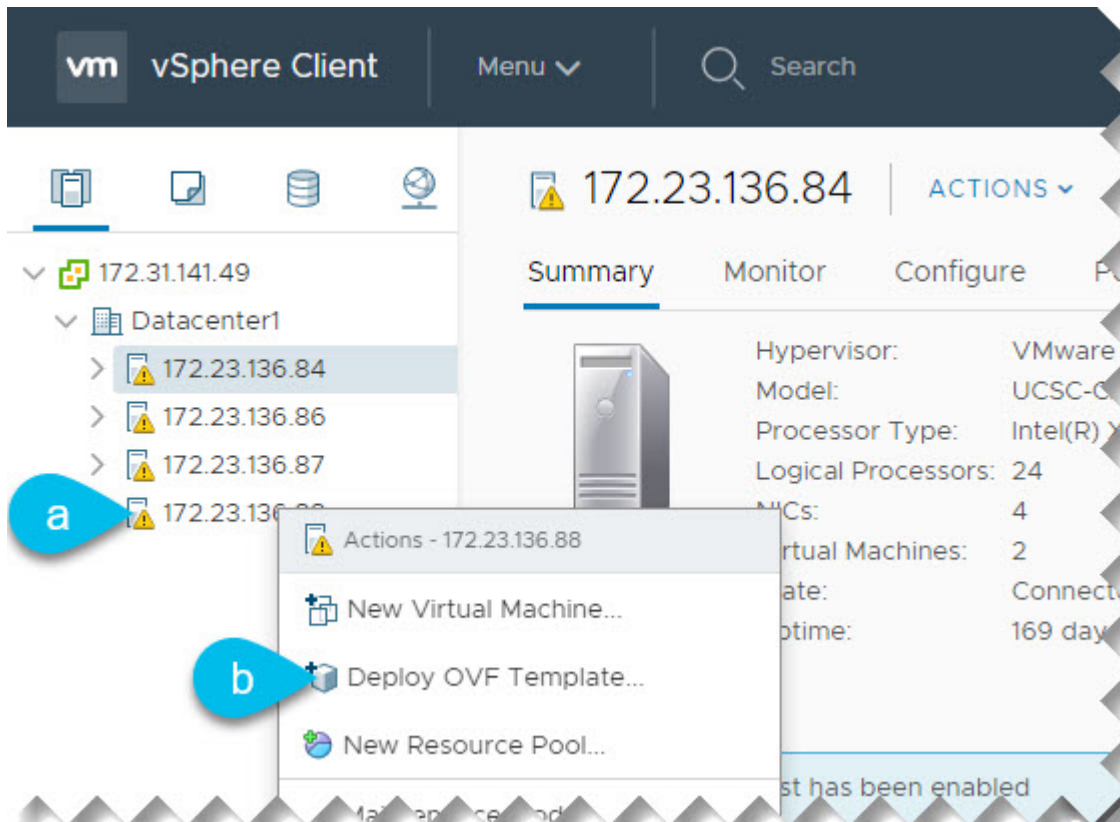 vm vSphere Client Menu Search
172.23.136.84 ACTIONS
Summary Monitor Configure
172.31.141.49
Datacenter1
172.23.136.84
172.23.136.86
172.23.136.87
a
Hypervisor: VMware
Model:
Processor Type: Intel(R)
Logical Processors: 24
4
Machines: 2
169
Actions - 172.23.136.88
New Virtual Machine...
b Deploy OVF Template...
New Resource Pool...
has been enabled